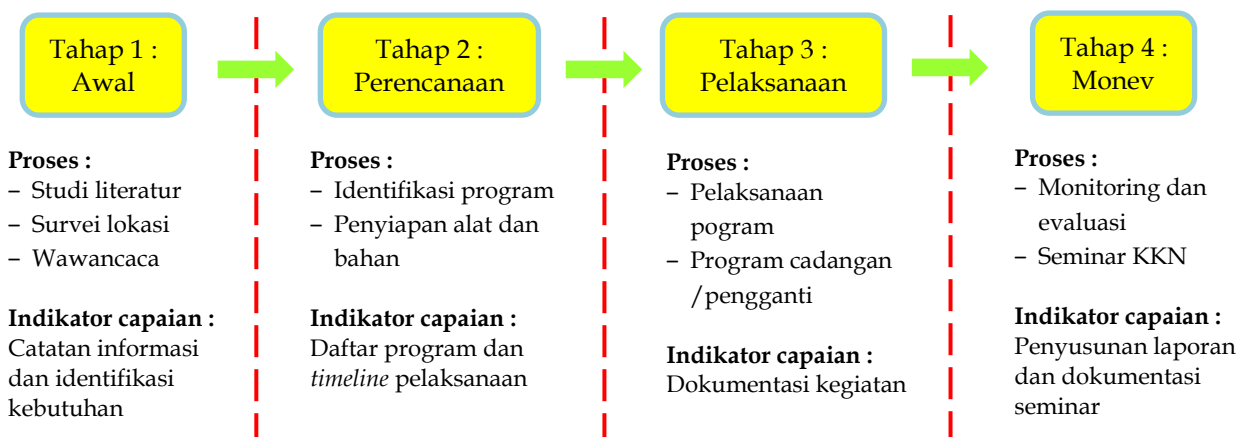 Tahap 1 :
Awal
Proses :
– Studi literatur
– Survei lokasi
– Wawancaca
Indikator capaian :
Catatan informasi
dan identifikasi
kebutuhan
Tahap 2 :
Perencanaan
Proses :
– Identifikasi program
– Penyiapan alat dan
bahan
Indikator capaian :
Daftar program dan
timeline pelaksanaan
Tahap 3 :
Pelaksanaan
Proses :
– Pelaksanaan
pogram
– Program cadangan
/pengganti
Indikator capaian :
Dokumentasi kegiatan
Tahap 4 :
Monev
Proses :
– Monitoring dan
evaluasi
– Seminar KKN
Indikator capaian :
Penyusunan laporan
dan dokumentasi
seminar